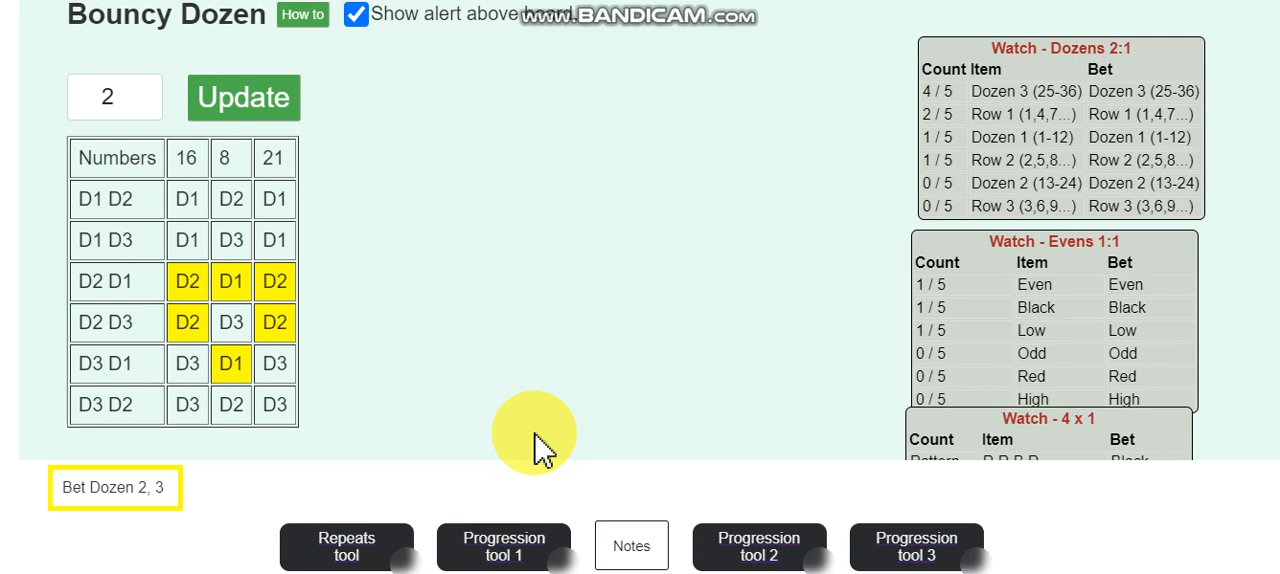 Bouncy Dozen How to Show alert above board.
www.BANDICAM.com
2 Update
Numbers 16 8 21
D1 D2 D1 D2 D1
D1 D3 D1 D3 D1
D2 D1 D2 D1 D2
D2 D3 D2 D3 D2
D3 D1 D3 D1 D3
D3 D2 D3 D2 D3
Watch - Dozens 2:1
Count Item Bet
4 / 5 Dozen 3 (25-36) Dozen 3 (25-36)
2 / 5 Row 1 (1,4,7...) Row 1 (1,4,7...)
1 / 5 Dozen 1 (1-12) Dozen 1 (1-12)
1 / 5 Row 2 (2,5,8...) Row 2 (2,5,8...)
0 / 5 Dozen 2 (13-24) Dozen 2 (13-24)
0 / 5 Row 3 (3,6,9...) Row 3 (3,6,9...)
Watch - Evens 1:1
Count Item Bet
1 / 5 Even Even
1 / 5 Black Black
1 / 5 Low Low
0 / 5 Odd Odd
0 / 5 Red Red
0 / 5 High High
Watch - 4 x 1
Count Item Bet
Bet Dozen 2, 3
Repeats tool
Progression tool 1
Notes
Progression tool 2
Progression tool 3